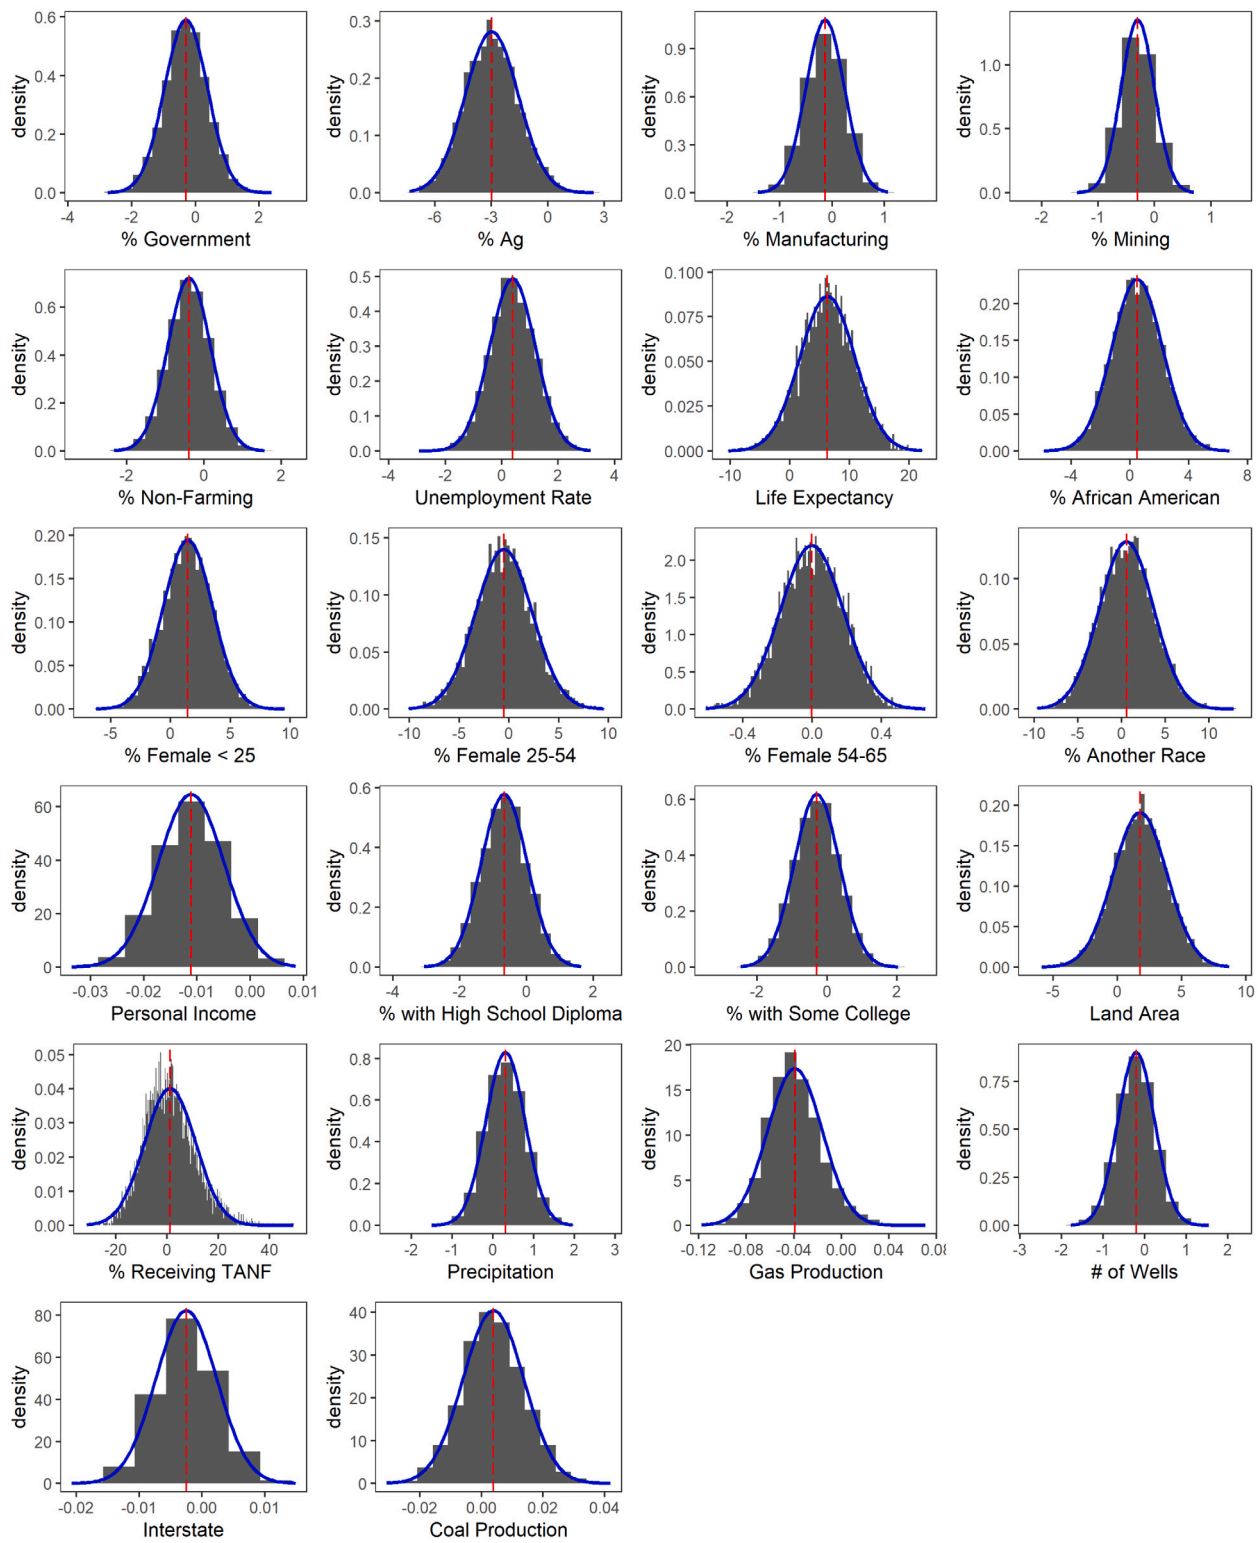 density
0.6
0.4
0.2
0.0
-4 -2 0 2
% Government
density
0.3
0.2
0.1
0.0
-6 -3 0 3
% Ag
density
0.9
0.6
0.3
0.0
-2 -1 0 1
% Manufacturing
density
1.0
0.5
0.0
-2 -1 0 1
% Mining
density
0.6
0.4
0.2
0.0
-2 0 2
% Non-Farming
density
0.5
0.4
0.3
0.2
0.1
0.0
-4 -2 0 2 4
Unemployment Rate
density
0.100
0.075
0.050
0.025
0.000
-10 0 10 20
Life Expectancy
density
0.20
0.15
0.10
0.05
0.00
-4 0 4 8
% African American
density
0.20
0.15
0.10
0.05
0.00
-5 0 5 10
% Female < 25
density
0.15
0.10
0.05
0.00
-10 -5 0 5 10
% Female 25-54
density
2.0
1.5
1.0
0.5
0.0
-0.4 0.0 0.4
% Female 54-65
density
0.10
0.05
0.00
-10 -5 0 5 10
% Another Race
density
60
40
20
0
-0.03 -0.02 -0.01 0.00 0.01
Personal Income
density
0.6
0.4
0.2
0.0
-4 -2 0 2
% with High School Diploma
density
0.6
0.4
0.2
0.0
-2 0 2
% with Some College
density
0.20
0.15
0.10
0.05
0.00
-5 0 5 10
Land Area
density
0.05
0.04
0.03
0.02
0.01
0.00
-20 0 20 40
% Receiving TANF
density
0.8
0.6
0.4
0.2
0.0
-2 -1 0 1 2 3
Precipitation
density
20
15
10
5
0
-0.12 -0.08 -0.04 0.00 0.04
Gas Production
density
0.75
0.50
0.25
0.00
-3 -2 -1 0 1 2
# of Wells
density
80
60
40
20
0
-0.02 -0.01 0.00 0.01
Interstate
density
40
30
20
10
0
-0.02 0.00 0.02 0.04
Coal Production